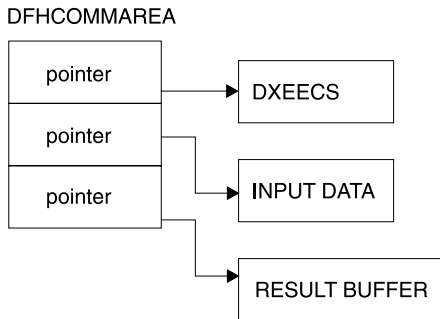 DFHCOMMAREA
pointer
DXEECS
pointer
INPUT DATA
pointer
RESULT BUFFER